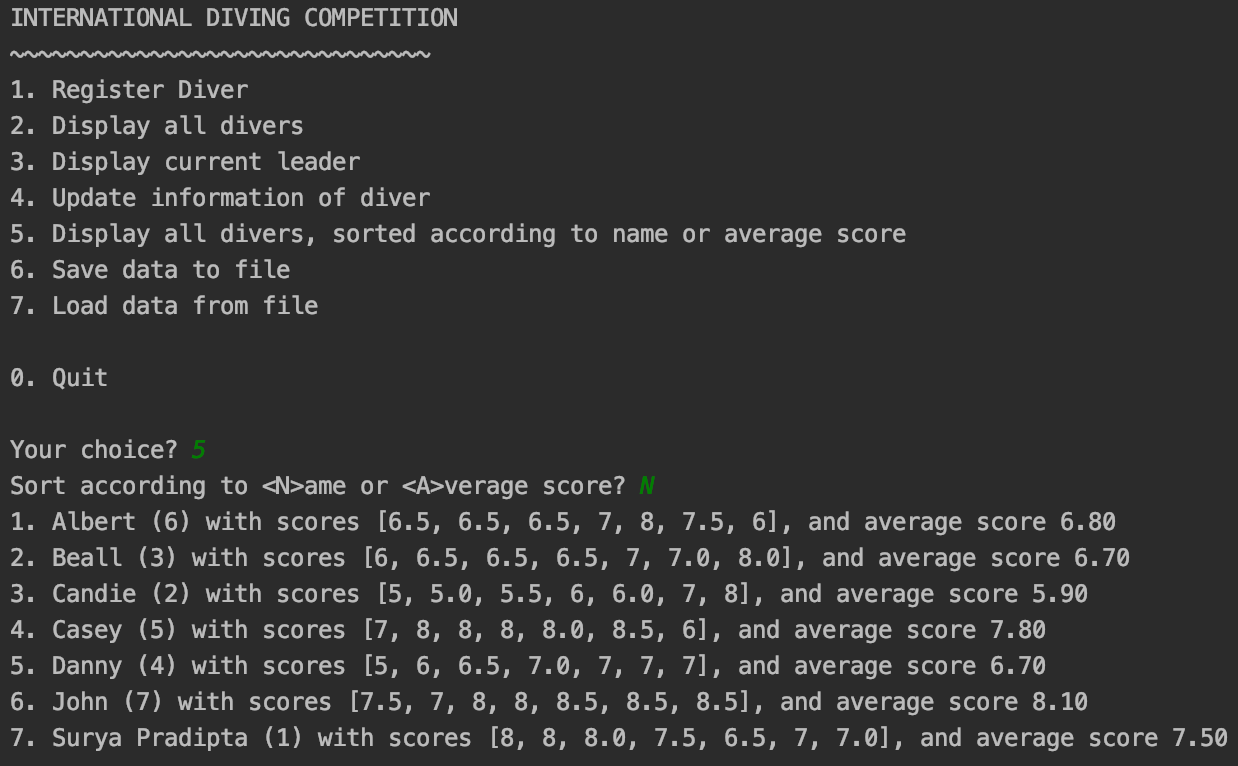 INTERNATIONAL DIVING COMPETITION
~~~~~~~~~~~~~~~~~~~~~~~~~~~~~~
1. Register Diver
2. Display all divers
3. Display current leader
4. Update information of diver
5. Display all divers, sorted according to name or average score
6. Save data to file
7. Load data from file
0. Quit
Your choice? 5
Sort according to <N>ame or <A>verage score? N
1. Albert (6) with scores [6.5, 6.5, 6.5, 7, 8, 7.5, 6], and average score 6.80
2. Beall (3) with scores [6, 6.5, 6.5, 6.5, 7, 7.0, 8.0], and average score 6.70
3. Candie (2) with scores [5, 5.0, 5.5, 6, 6.0, 7, 8], and average score 5.90
4. Casey (5) with scores [7, 8, 8, 8, 8.0, 8.5, 6], and average score 7.80
5. Danny (4) with scores [5, 6, 6.5, 7.0, 7, 7, 7], and average score 6.70
6. John (7) with scores [7.5, 7, 8, 8, 8.5, 8.5, 8.5], and average score 8.10
7. Surya Pradipta (1) with scores [8, 8, 8.0, 7.5, 6.5, 7, 7.0], and average score 7.50